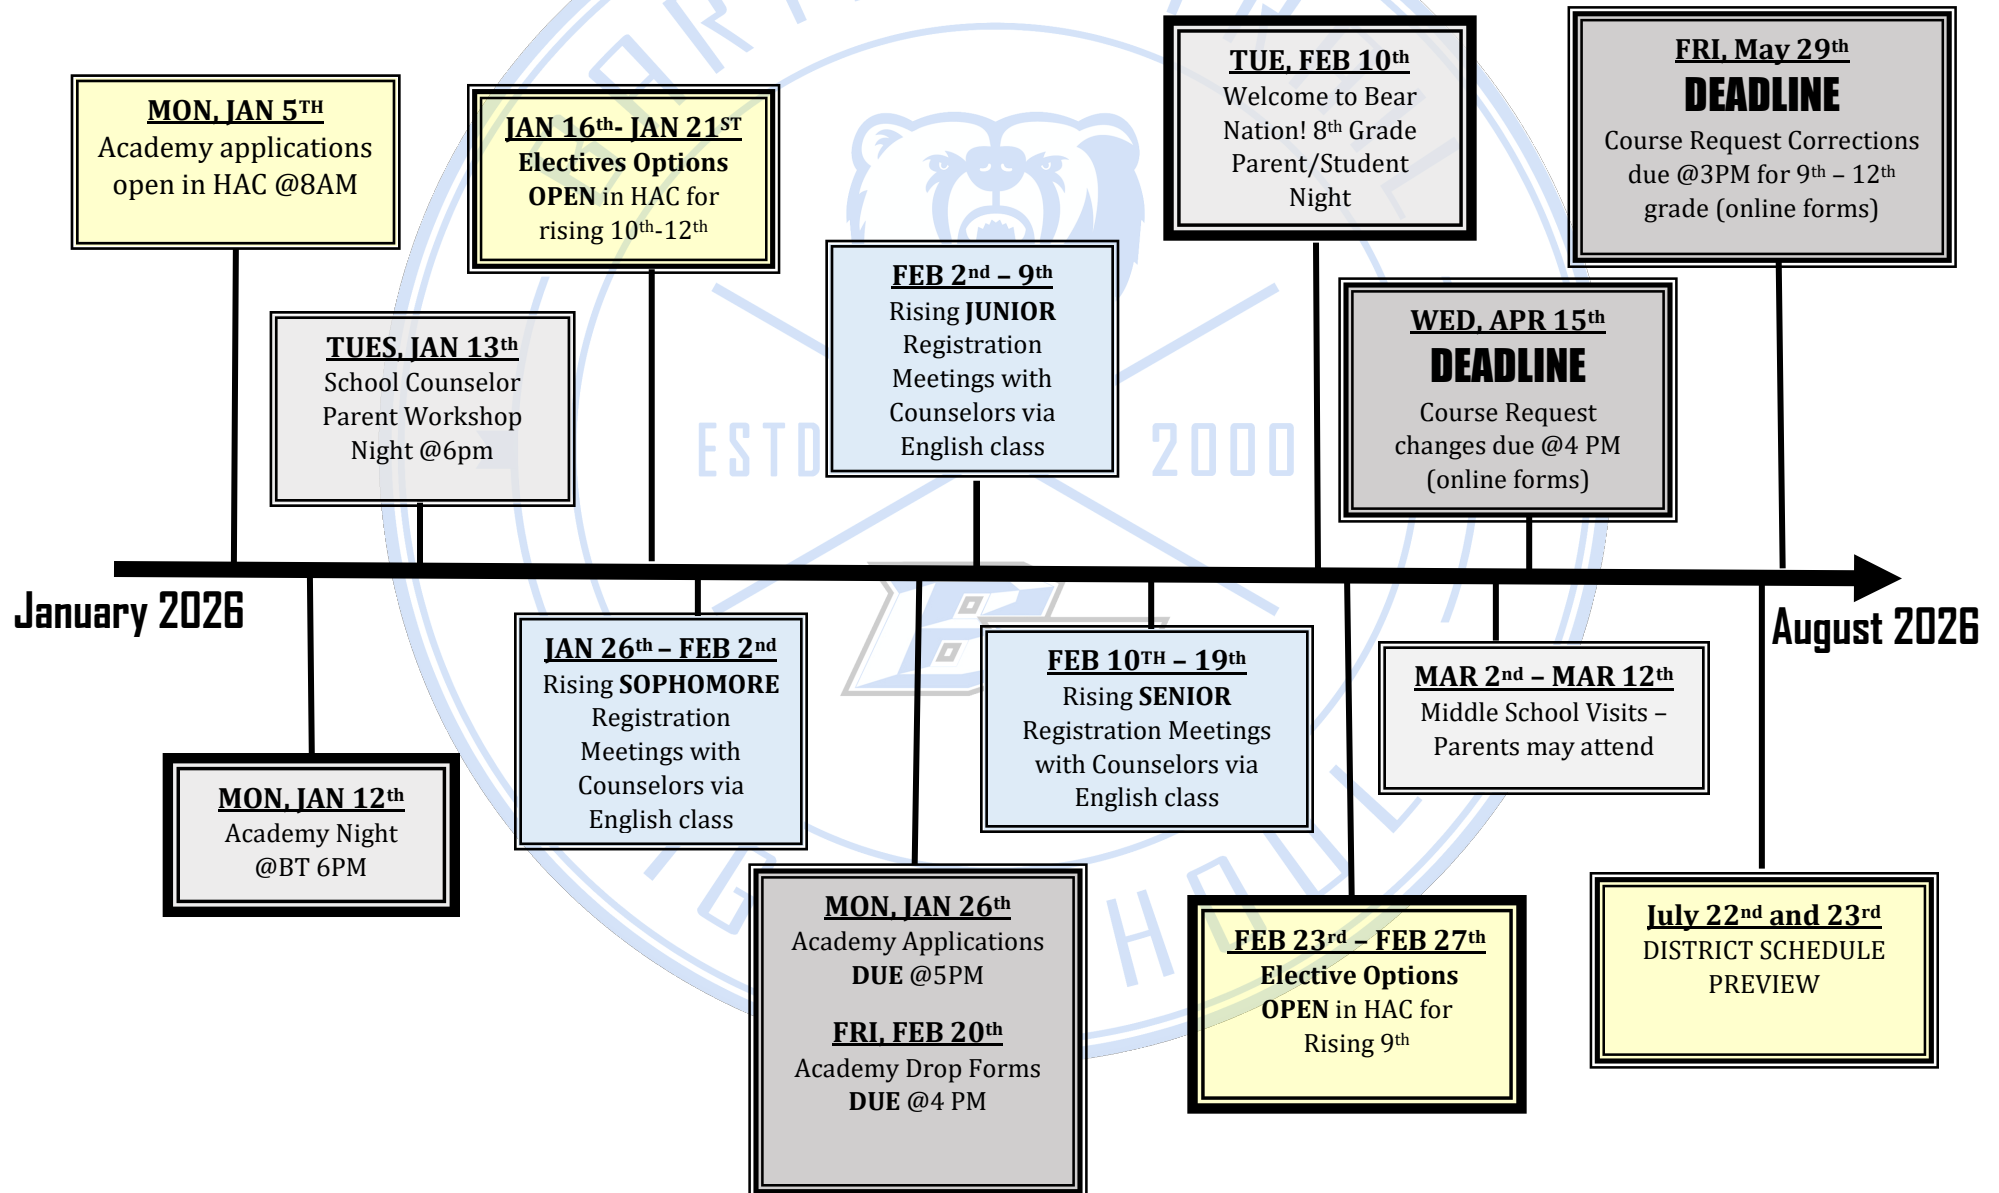 MON, JAN 5TH
Academy applications
open in HAC @8AM
TUES, JAN 13th
School Counselor
Parent Workshop
Night @6pm
JAN 16th- JAN 21ST
Electives Options
OPEN in HAC for
rising 10th-12th
FEB 2nd – 9th
Rising JUNIOR
Registration
Meetings with
Counselors via
English class
TUE, FEB 10th
Welcome to Bear
Nation! 8th Grade
Parent/Student
Night
WED, APR 15th
DEADLINE
Course Request
changes due @4 PM
(online forms)
FRI, May 29th
DEADLINE
Course Request Corrections
due @3PM for 9th – 12th
grade (online forms)
ESTD
2000
January 2026
August 2026
MON, JAN 12th
Academy Night
@BT 6PM
JAN 26th – FEB 2nd
Rising SOPHOMORE
Registration
Meetings with
Counselors via
English class
MON, JAN 26th
Academy Applications
DUE @5PM
FRI, FEB 20th
Academy Drop Forms
DUE @4 PM
FEB 10TH – 19th
Rising SENIOR
Registration Meetings
with Counselors via
English class
FEB 23rd – FEB 27th
Elective Options
OPEN in HAC for
Rising 9th
MAR 2nd – MAR 12th
Middle School Visits –
Parents may attend
July 22nd and 23rd
DISTRICT SCHEDULE
PREVIEW